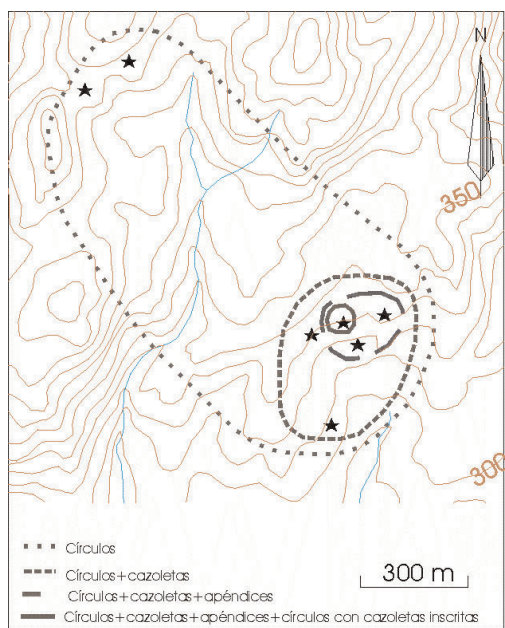 N
350
300
Círculos
Círculos+cazoletas
300 m
Círculos+cazoletas+apéndices
Círculos+cazoletas+apéndices+círculos con cazoletas inscritas